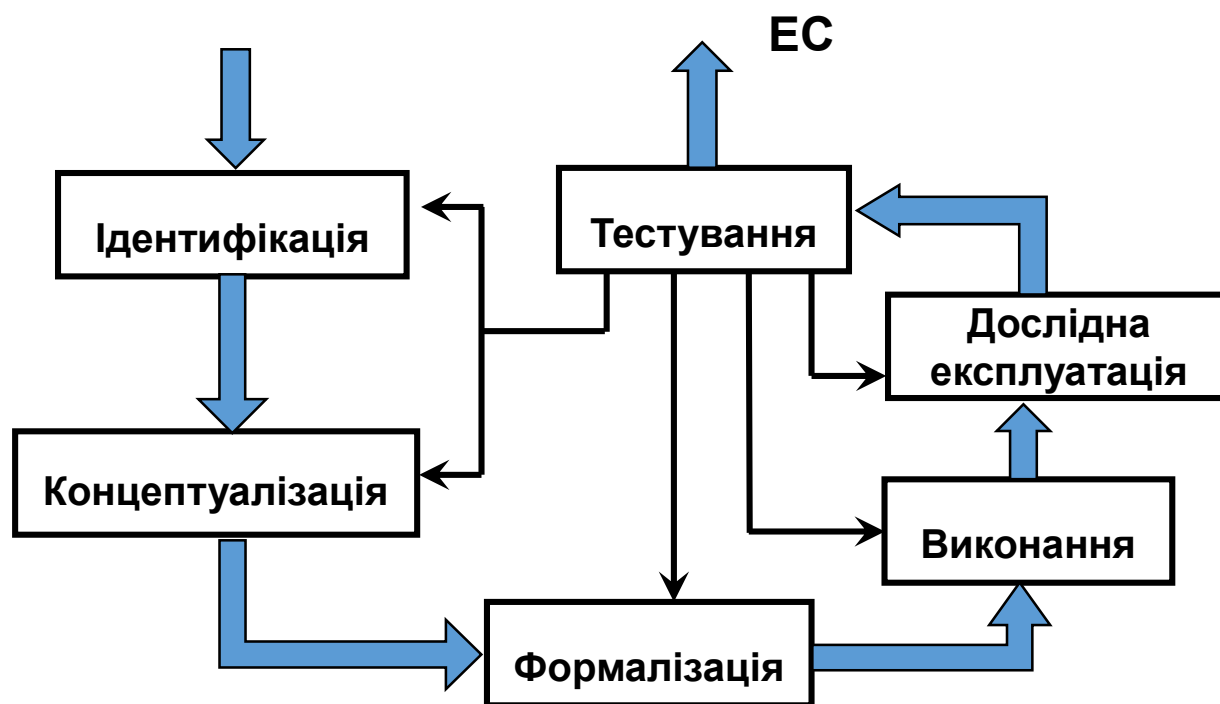 ЕС
Ідентифікація
Тестування
Дослідна
експлуатація
Концептуалізація
Виконання
Формалізація